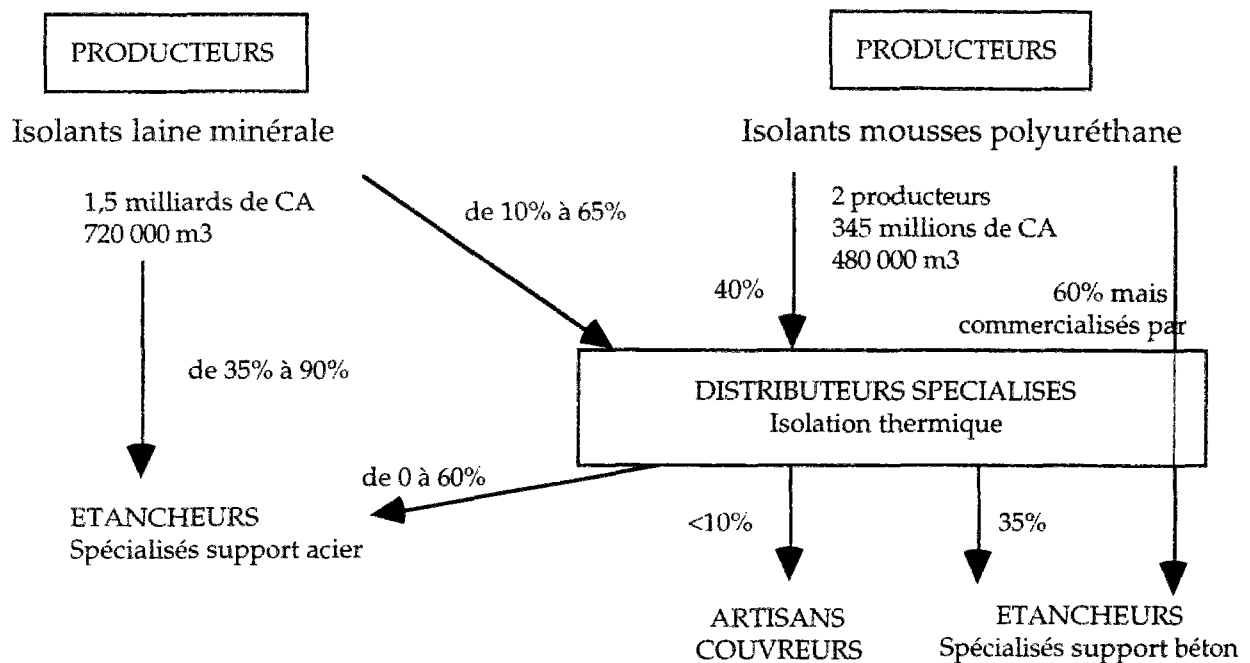 PRODUCTEURS
Isolants laine minérale
1,5 milliards de CA
720 000 m3
de 10% à 65%
de 35% à 90%
PRODUCTEURS
Isolants mousses polyuréthane
2 producteurs
345 millions de CA
480 000 m3
40%
60% mais
commercialisés par
DISTRIBUTEURS SPECIALISES
Isolation thermique
de 0 à 60%
<10%
35%
ETANCHEURS
Spécialisés support acier
ARTISANS
COUVREURS
ETANCHEURS
Spécialisés support béton